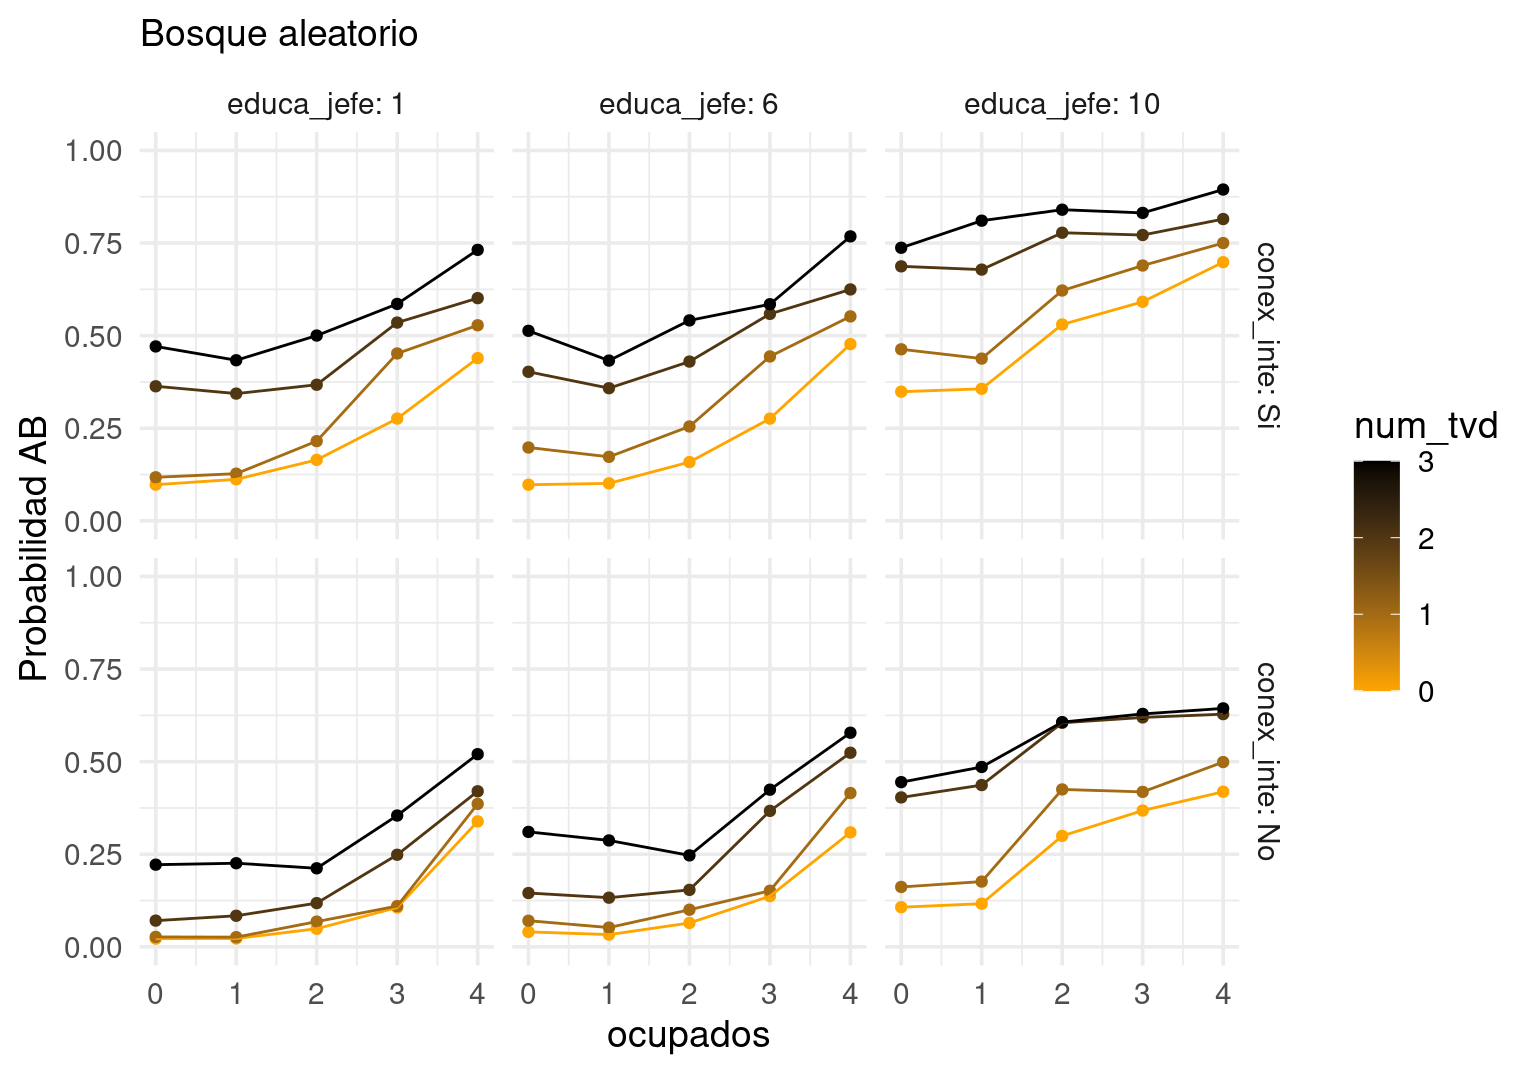 Bosque aleatorio
educa_jefe: 1 educa_jefe: 6 educa_jefe: 10
1.00
0.75
0.50
0.25
0.00
conex_inte: Si
1.00
0.75
0.50
0.25
0.00
conex_inte: No
Probabilidad AB
0 1 2 3 4 0 1 2 3 4 0 1 2 3 4
ocupados
num_tvd
3
2
1
0